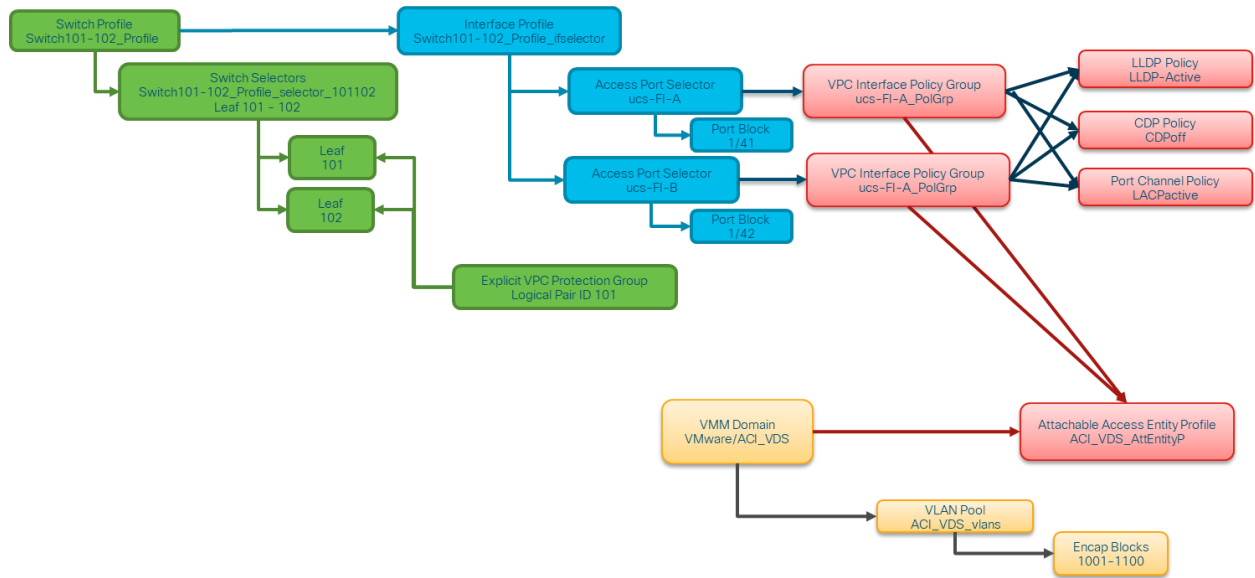 Switch Profile
Switch101-102_Profile
Interface Profile
Switch101-102_Profile_ifselector
Switch Selectors
Switch101-102_Profile_selector_101102
Leaf 101 - 102
Leaf
101
Leaf
102
Explicit VPC Protection Group
Logical Pair ID 101
Access Port Selector
ucs-FI-A
Port Block
1/41
Access Port Selector
ucs-FI-B
Port Block
1/42
VPC Interface Policy Group
ucs-FI-A_PolGrp
VPC Interface Policy Group
ucs-FI-A_PolGrp
LLDP Policy
LLDP-Active
CDP Policy
CDPoff
Port Channel Policy
LACPactive
VMM Domain
VMware/ACI_VDS
Attachable Access Entity Profile
ACI_VDS_AttEntityP
VLAN Pool
ACI_VDS_vlans
Encap Blocks
1001-1100